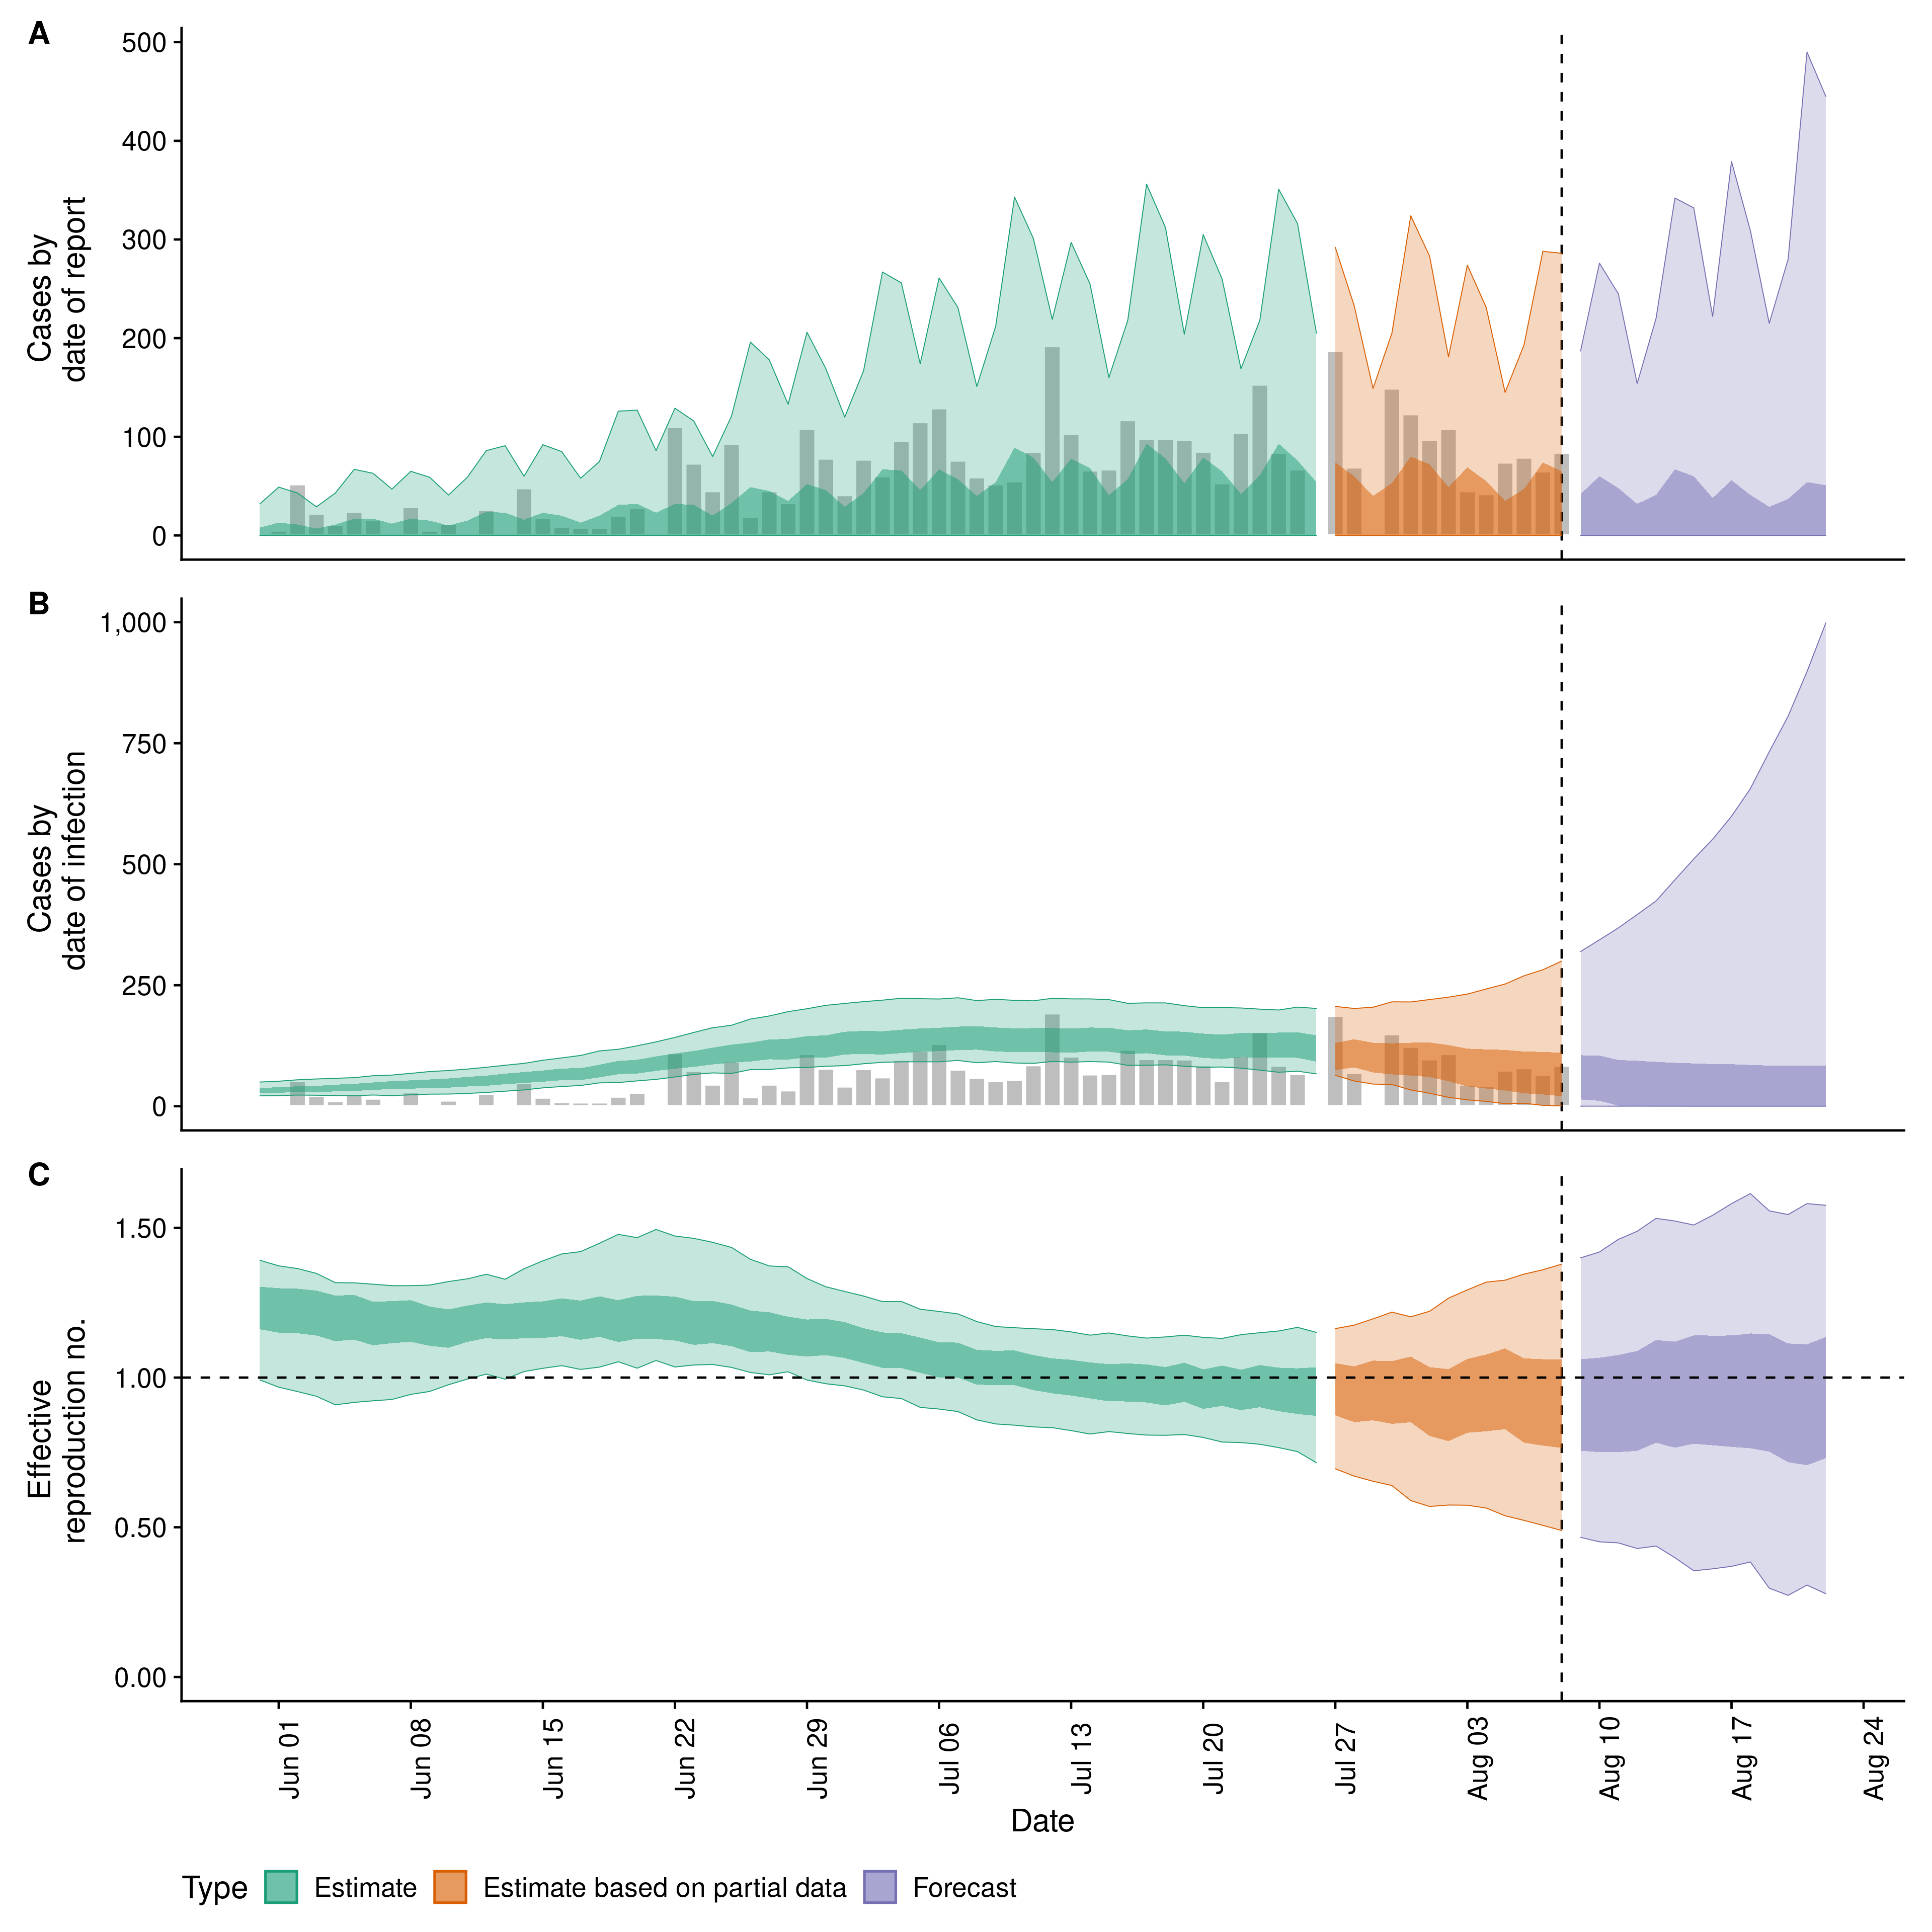 A
500
400
300
200
100
0
Cases by
date of report
B
1,000
750
500
250
0
Cases by
date of infection
C
1.50
1.00
0.50
0.00
Effective
reproduction no.
Jun 01
Jun 08
Jun 15
Jun 22
Jun 29
Jul 06
Jul 13
Jul 20
Jul 27
Aug 03
Aug 10
Aug 17
Aug 24
Date
Type Estimate Estimate based on partial data Forecast